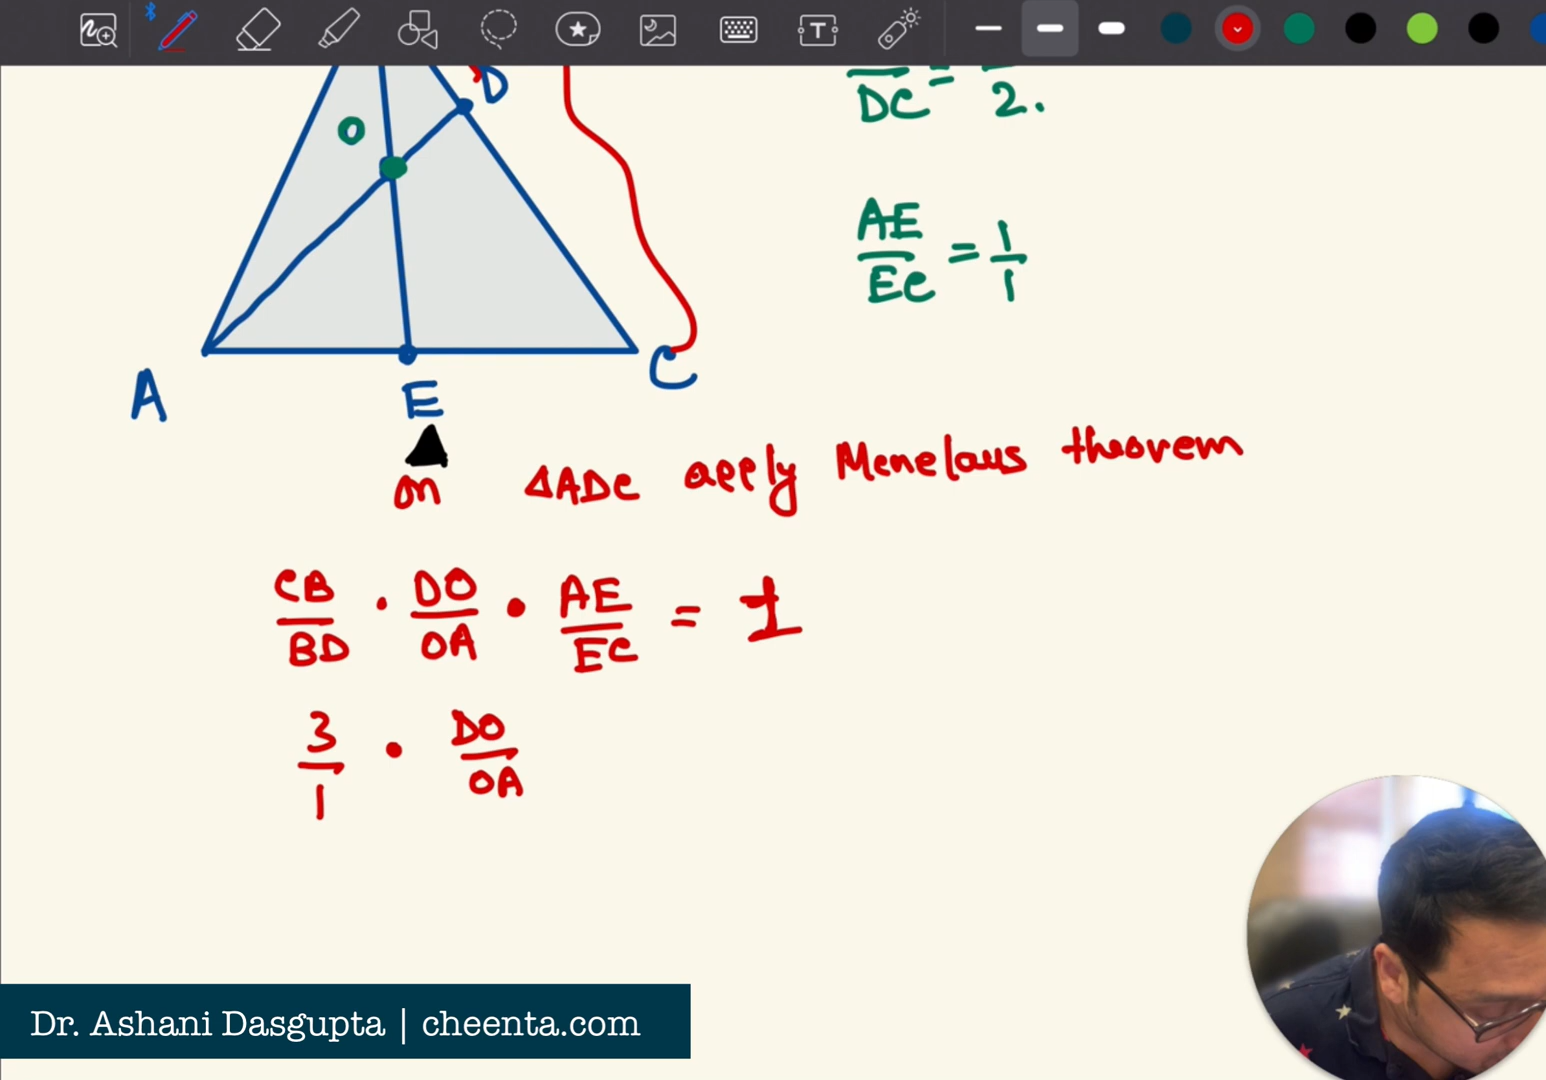 D
DC = 2.
O
AE/EC = 1/1
A
E
C
on ΔADC apply Menelaus theorem
CB/BD · DO/OA · AE/EC = 1
3/1 · DO/OA
Dr. Ashani Dasgupta | cheenta.com